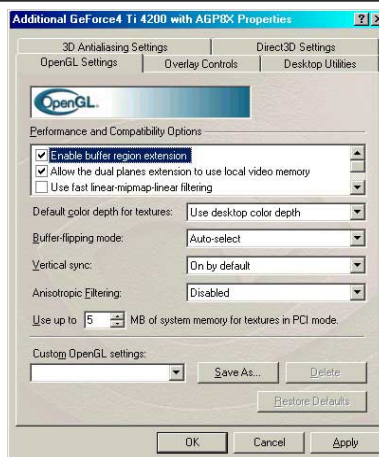 Additional GeForce4 Ti 4200 with AGP8X Properties
3D Antialiasing Settings
Direct3D Settings
OpenGL Settings
Overlay Controls
Desktop Utilities
OpenGL.
Performance and Compatibility Options
Enable buffer region extension
Allow the dual planes extension to use local video memory
Use fast linear-mipmap-linear filtering
Default color depth for textures: Use desktop color depth
Buffer-flipping mode: Auto-select
Vertical sync: On by default
Anisotropic Filtering: Disabled
Use up to 5 MB of system memory for textures in PCI mode.
Custom OpenGL settings:
Save As... Delete
Restore Defaults
OK Cancel Apply